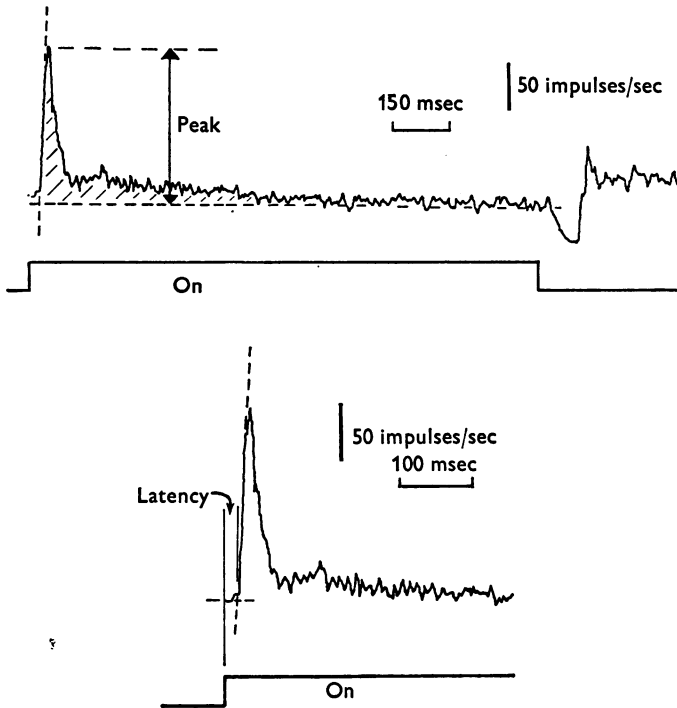 50 impulses/sec
150 msec
Peak
On
50 impulses/sec
100 msec
Latency
On